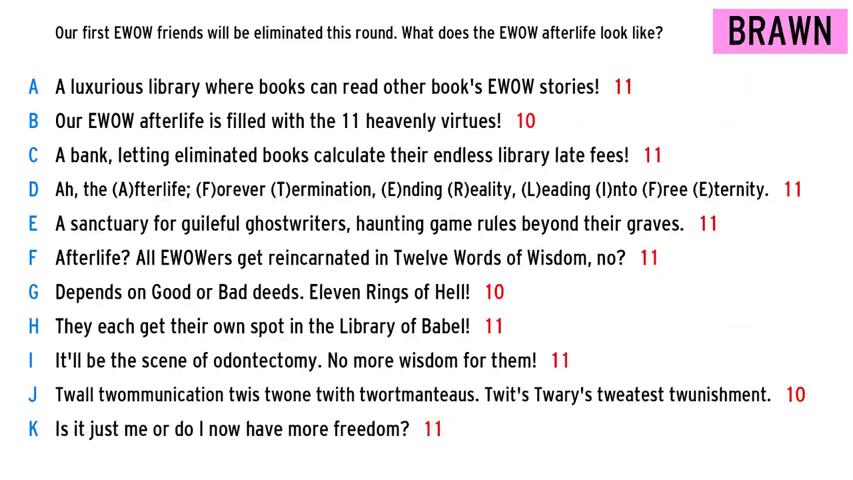 Our first EWOW friends will be eliminated this round. What does the EWOW afterlife look like?
BRAWN
A A luxurious library where books can read other book's EWOW stories! 11
B Our EWOW afterlife is filled with the 11 heavenly virtues! 10
C A bank, letting eliminated books calculate their endless library late fees! 11
D Ah, the (A)fterlife; (F)orever (T)ermination, (E)nding (R)eality, (L)eading (I)nto (F)ree (E)ternity. 11
E A sanctuary for guileful ghostwriters, haunting game rules beyond their graves. 11
F Afterlife? All EWOWers get reincarnated in Twelve Words of Wisdom, no? 11
G Depends on Good or Bad deeds. Eleven Rings of Hell! 10
H They each get their own spot in the Library of Babel! 11
I It'll be the scene of odontectomy. No more wisdom for them! 11
J Twall twommunication twis twone twith twortmanteaus. Twit's Twary's tweatest twunishment. 10
K Is it just me or do I now have more freedom? 11